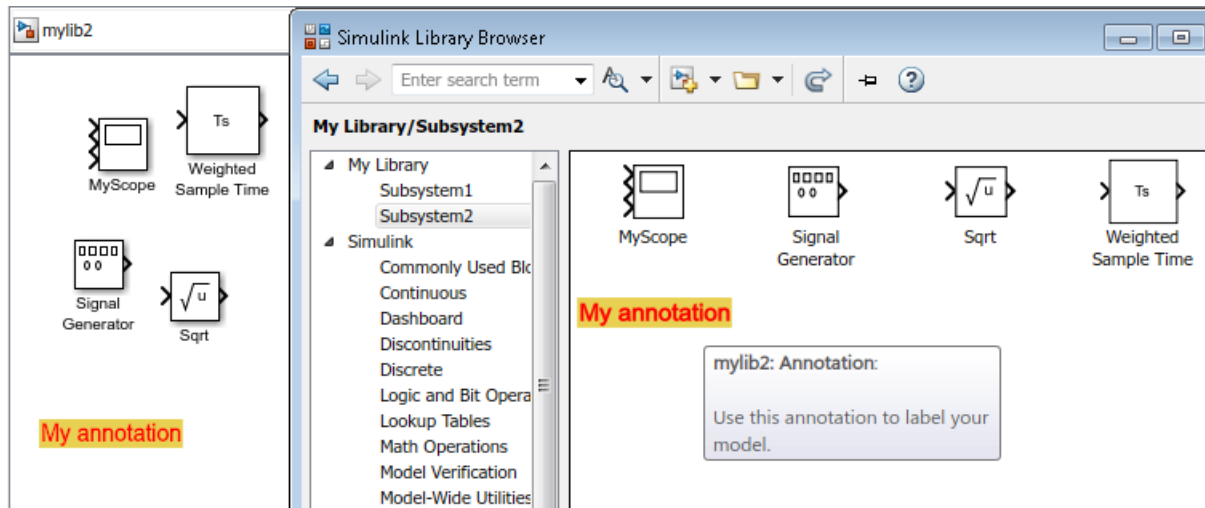 mylib2
Ts
MyScope
Weighted
Sample Time
Signal
Generator
u
Sqrt
My annotation
Simulink Library Browser
Enter search term
My Library/Subsystem2
My Library
Subsystem1
Subsystem2
Simulink
Commonly Used Blc
Continuous
Dashboard
Discontinuities
Discrete
Logic and Bit Opera
Lookup Tables
Math Operations
Model Verification
Model-Wide Utilities
u
Ts
MyScope
Signal
Generator
Sqrt
Weighted
Sample Time
My annotation
mylib2: Annotation:
Use this annotation to label your
model.